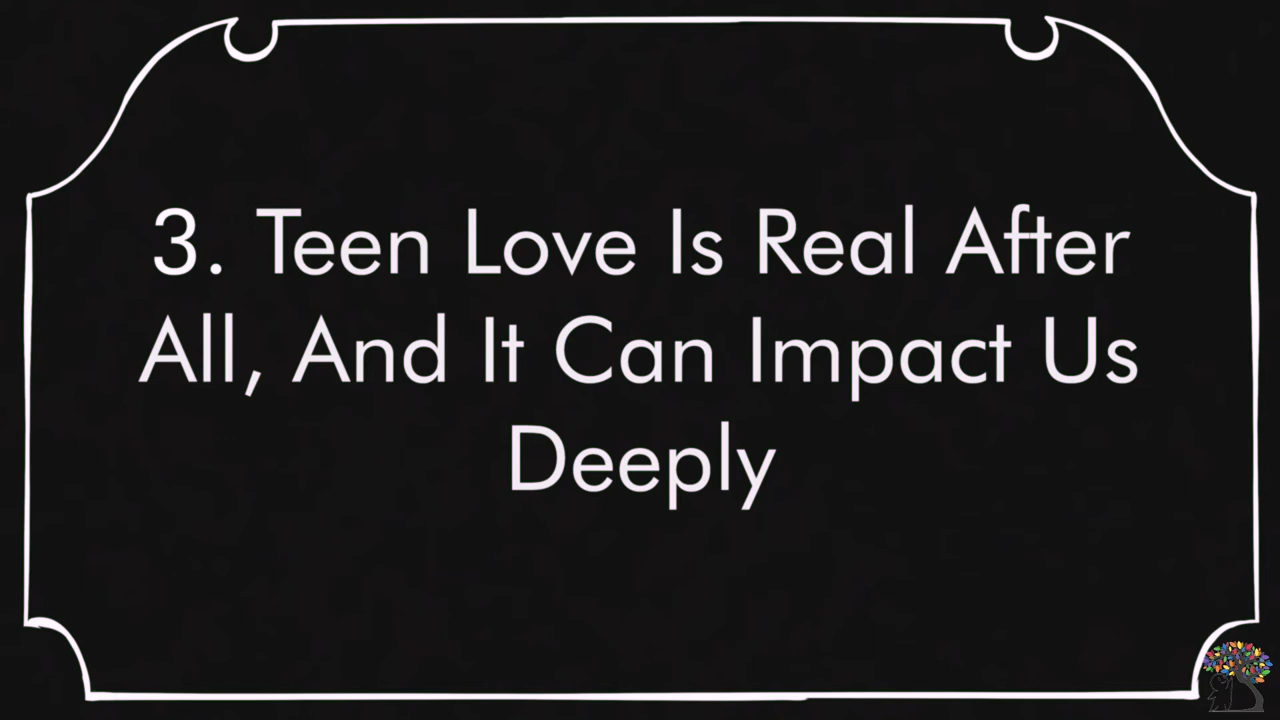 3. Teen Love Is Real After
All, And It Can Impact Us
Deeply